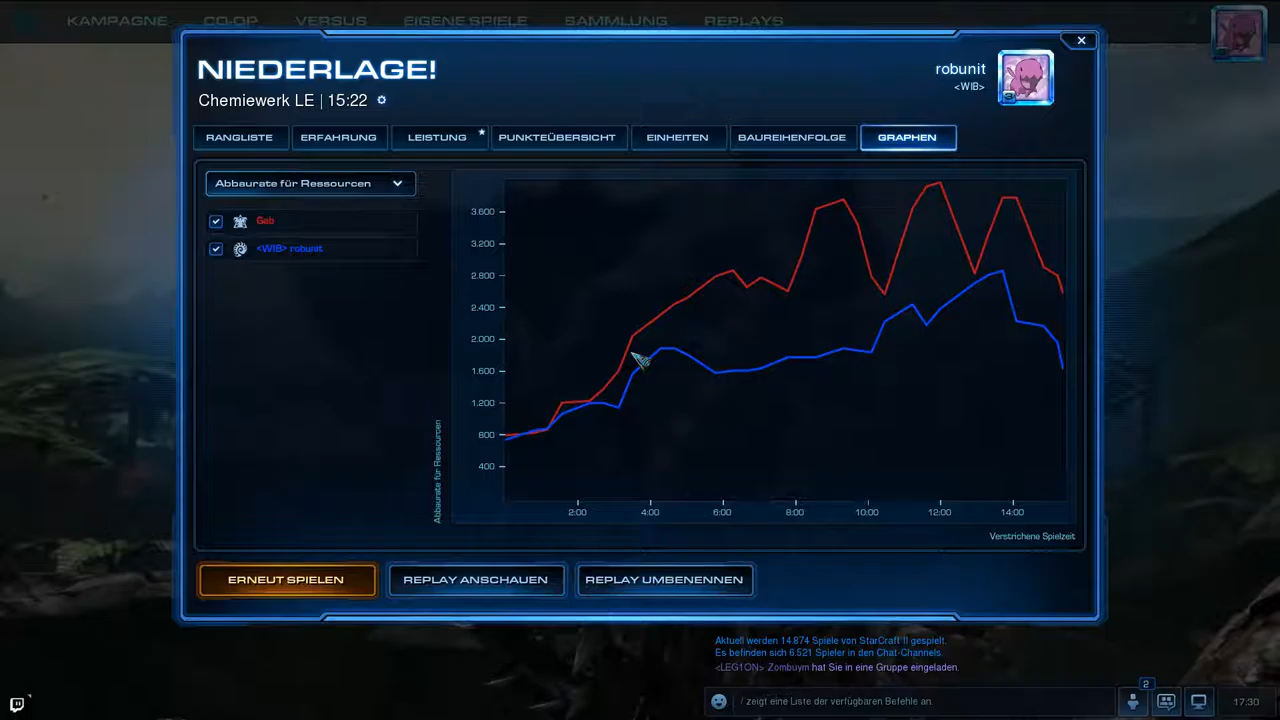 KAMPAGNE CO-OP VERSUS EIGENE SPIELE SAMMLUNG REPLAYS
NIEDERLAGE!
Chemiewerk LE | 15:22
robunit
<WIB>
RANGLISTE ERFAHRUNG LEISTUNG PUNKTEÜBERSICHT EINHEITEN BAUREIHENFOLGE GRAPHEN
Abbaurate für Ressourcen
Gab
<WIB> robunit
3.600
3.200
2.800
2.400
2.000
1.600
1.200
800
400
Abbaurate für Ressourcen
2:00 4:00 6:00 8:00 10:00 12:00 14:00
Verstrichene Spielzeit
ERNEUT SPIELEN REPLAY ANSCHAUEN REPLAY UMBENENNEN
Aktuell werden 14.874 Spiele von StarCraft II gespielt.
Es befinden sich 6.521 Spieler in den Chat-Channels.
<LEG1ON> Zombuym hat Sie in eine Gruppe eingeladen.
/ zeigt eine Liste der verfügbaren Befehle an
2
17:30